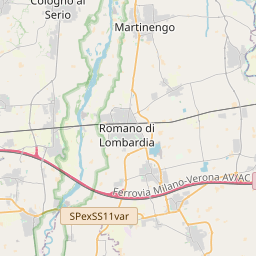 Cologno al
Serio
Martinengo
Romano di
Lombardia
Ferrovia Milano-Verona AV/AC
SPexSS11var